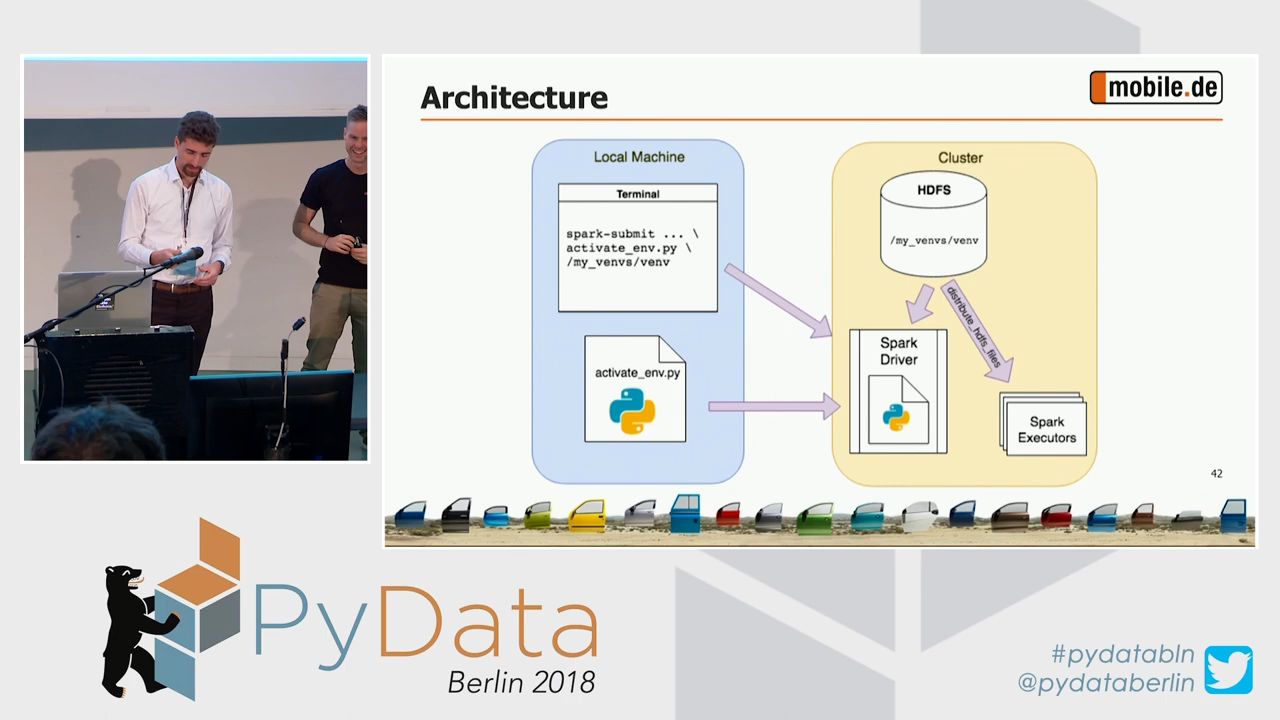 Architecture
mobile.de
Local Machine
Terminal
spark-submit ... \
activate_env.py \
/my_venvs/venv
activate_env.py
Cluster
HDFS
/my_venvs/venv
distribute_hdfs_files
Spark
Driver
Spark
Executors
42
PyData
Berlin 2018
#pydatabln
@pydataberlin